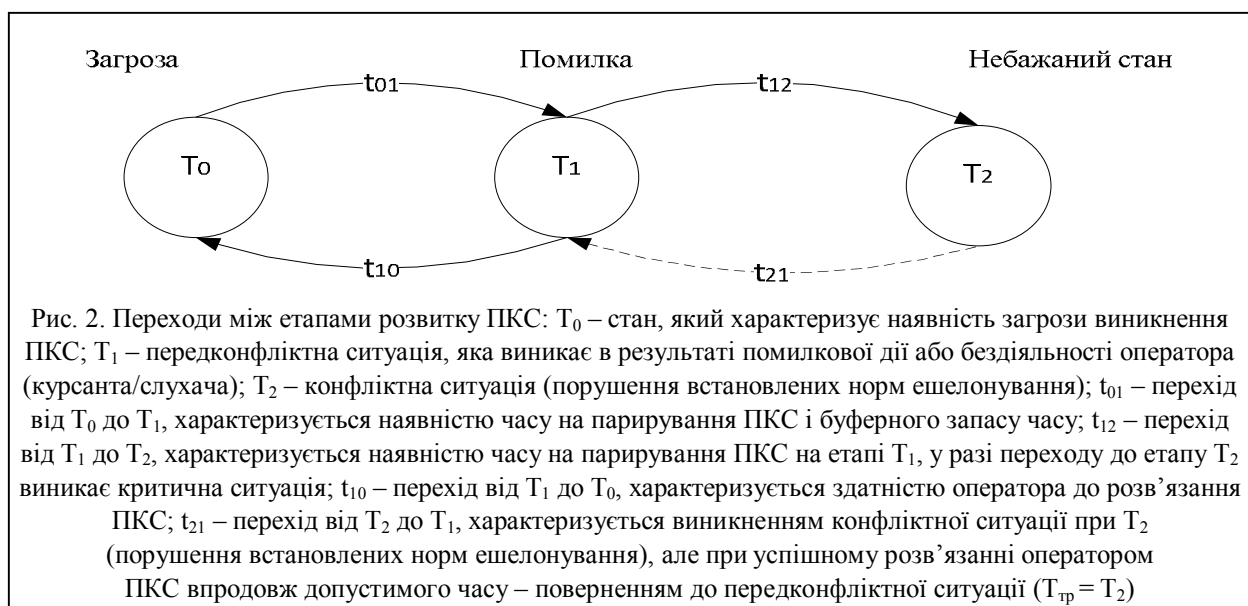 Загроза Помилка Небажаний стан
t₀₁ t₁₂
T₀ T₁ T₂
t₁₀ t₂₁
Рис. 2. Переходи між етапами розвитку ПКС: T₀ – стан, який характеризує наявність загрози виникнення
ПКС; T₁ – передконфліктна ситуація, яка виникає в результаті помилкової дії або бездіяльності оператора
(курсанта/слухача); T₂ – конфліктна ситуація (порушення встановлених норм ешелонування); t₀₁ – перехід
від T₀ до T₁, характеризується наявністю часу на парирування ПКС і буферного запасу часу; t₁₂ – перехід
від T₁ до T₂, характеризується наявністю часу на парирування ПКС на етапі T₁, у разі переходу до етапу T₂
виникає критична ситуація; t₁₀ – перехід від T₁ до T₀, характеризується здатністю оператора до розв’язання
ПКС; t₂₁ – перехід від T₂ до T₁, характеризується виникненням конфліктної ситуації при T₂
(порушення встановлених норм ешелонування), але при успішному розв’язанні оператором
ПКС впродовж допустимого часу – поверненням до передконфліктної ситуації (Tтр = T₂)